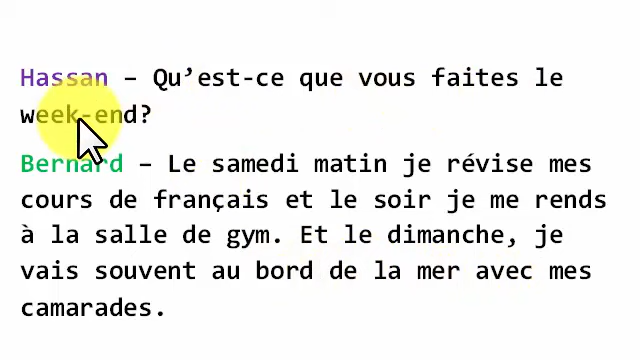 Hassan – Qu’est-ce que vous faites le
week-end?
Bernard – Le samedi matin je révise mes
cours de français et le soir je me rends
à la salle de gym. Et le dimanche, je
vais souvent au bord de la mer avec mes
camarades.